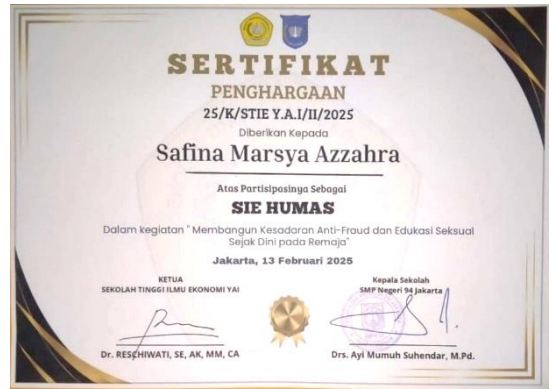 SERTIFIKAT
PENGHARGAAN
25/K/STIE Y.A.I/II/2025
Diberikan Kepada
Safina Marsya Azzahra
Atas Partisipasinya Sebagai
SIE HUMAS
Dalam kegiatan " Membangun Kesadaran Anti-Fraud dan Edukasi Seksual
Sejak Dini pada Remaja"
Jakarta, 13 Februari 2025
KETUA
SEKOLAH TINGGI ILMU EKONOMI YAI
Dr. RESCHIWATI, SE, AK, MM, CA
Kepala Sekolah
SMP Negeri 94 Jakarta
Drs. Ayi Mumuh Suhendar, M.Pd.